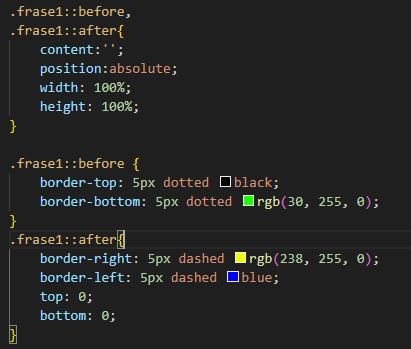 .frase1::before,
.frase1::after{
    content:'';
    position:absolute;
    width: 100%;
    height: 100%;
}

.frase1::before {
    border-top: 5px dotted black;
    border-bottom: 5px dotted rgb(30, 255, 0);
}
.frase1::after{
    border-right: 5px dashed rgb(238, 255, 0);
    border-left: 5px dashed blue;
    top: 0;
    bottom: 0;
}